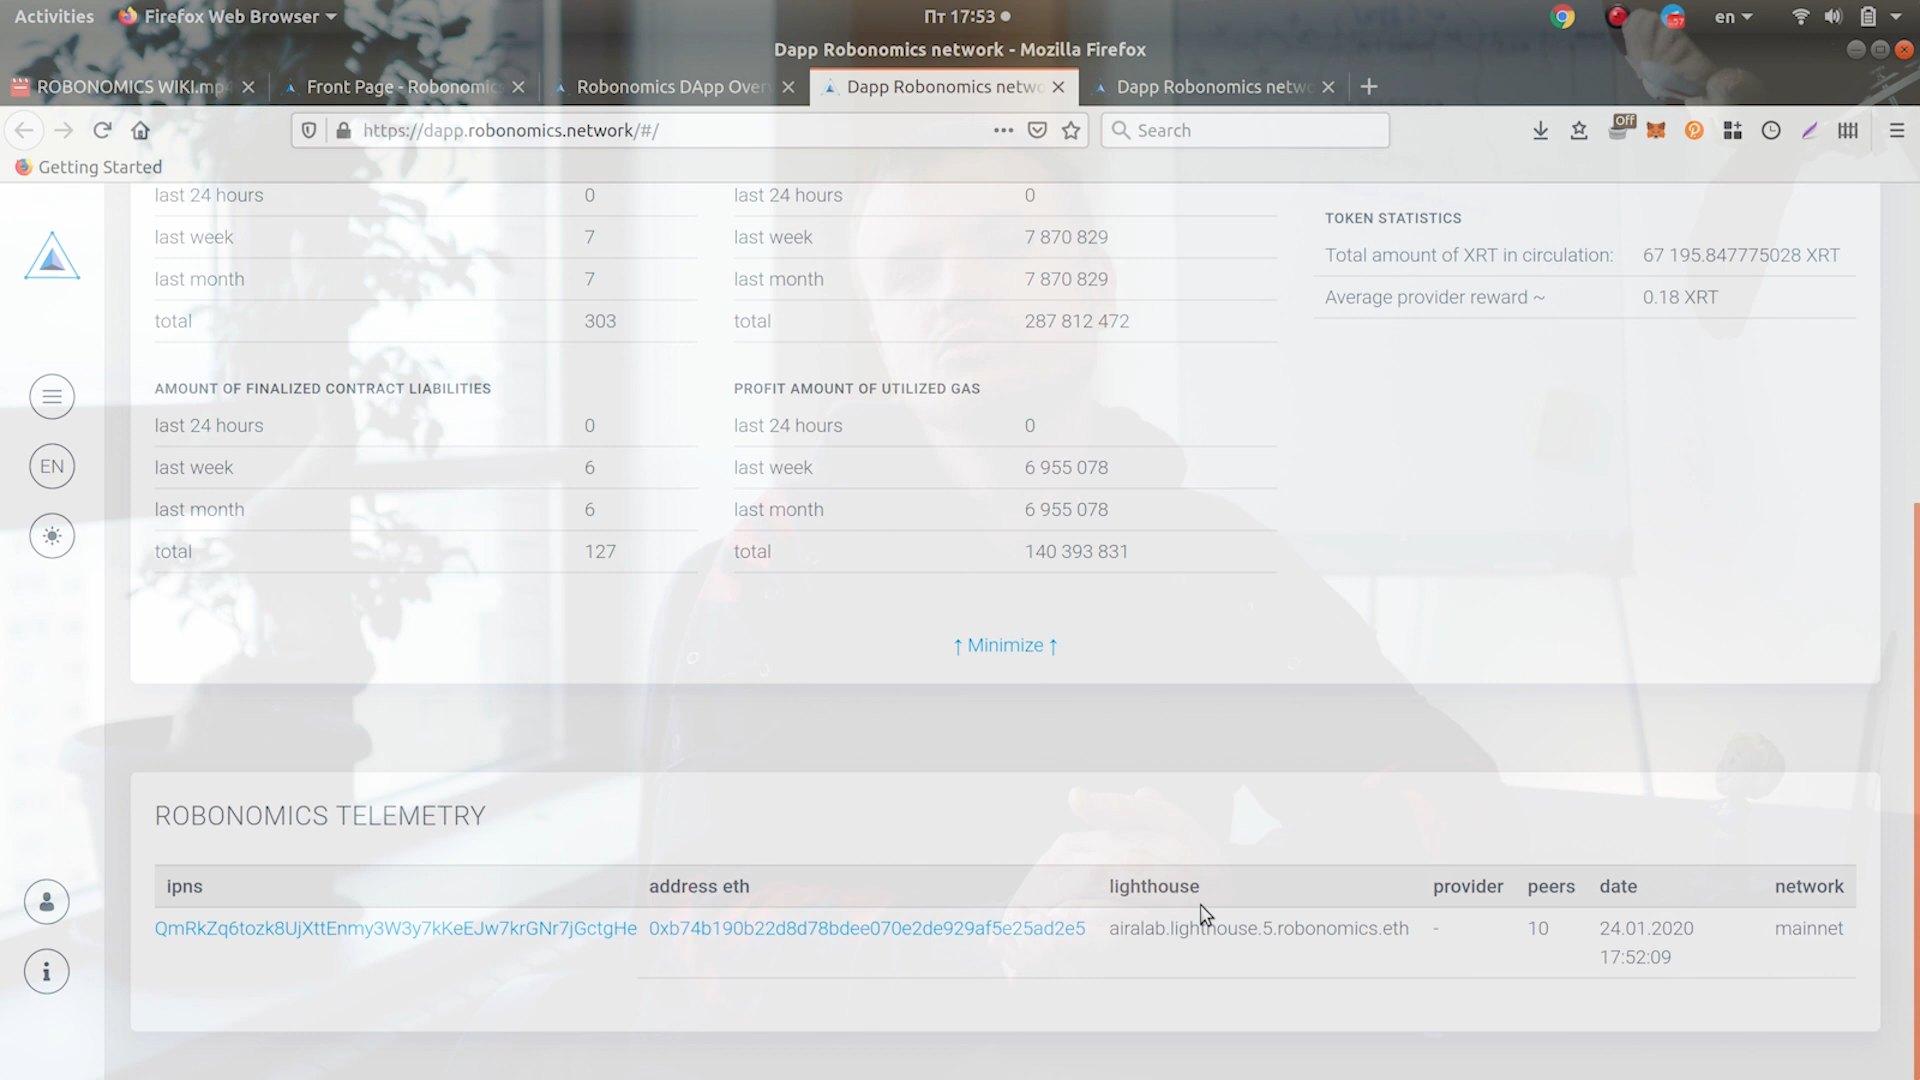 Activities Firefox Web Browser Пт 17:53 en
Dapp Robonomics network - Mozilla Firefox
ROBONOMICS WIKI.mp Front Page - Robonomic Robonomics DApp Over Dapp Robonomics netwo Dapp Robonomics netwo
https://dapp.robonomics.network/#/ Search Off
Getting Started
last 24 hours 0 last 24 hours 0
TOKEN STATISTICS
last week 7 last week 7 870 829
Total amount of XRT in circulation: 67 195.847775028 XRT
last month 7 last month 7 870 829
Average provider reward ~ 0.18 XRT
total 303 total 287 812 472
AMOUNT OF FINALIZED CONTRACT LIABILITIES PROFIT AMOUNT OF UTILIZED GAS
last 24 hours 0 last 24 hours 0
EN
last week 6 last week 6 955 078
last month 6 last month 6 955 078
total 127 total 140 393 831
↑ Minimize ↑
ROBONOMICS TELEMETRY
ipns address eth lighthouse provider peers date network
QmRkZq6tozk8UjXttEnmy3W3y7kKeEJw7krGNr7jGctgHe 0xb74b190b22d8d78bdee070e2de929af5e25ad2e5 airalab.lighthouse.5.robonomics.eth - 10 24.01.2020 mainnet
17:52:09